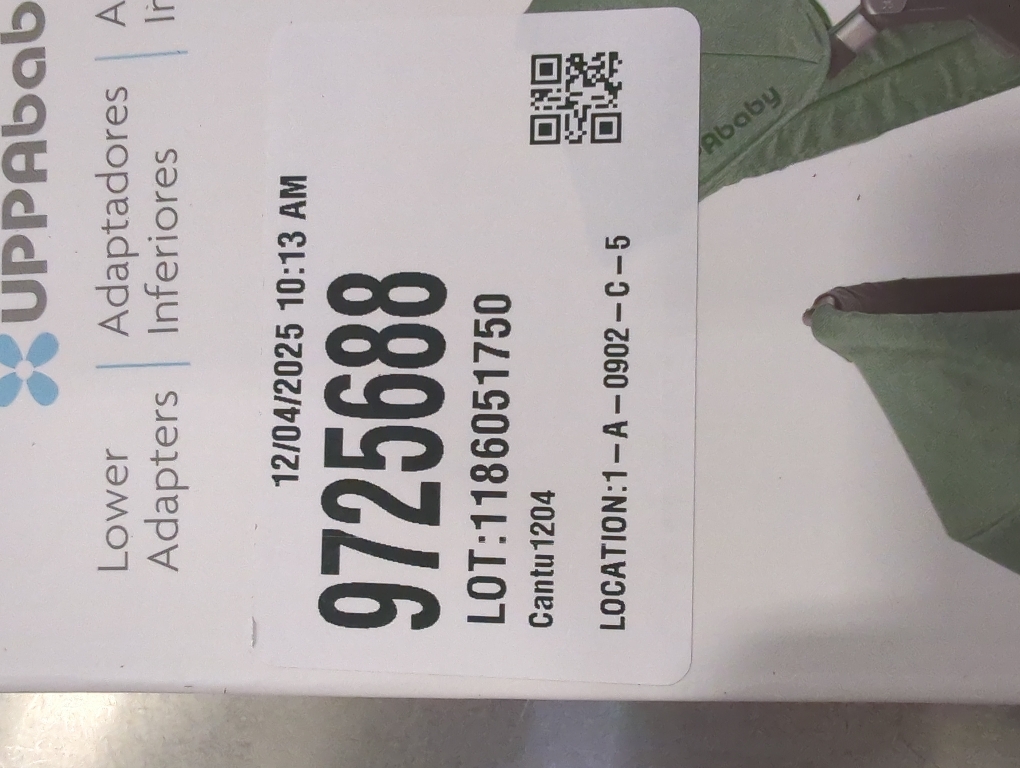 UPPAbab
Lower
Adapters
Adaptadores
Inferiores
12/04/2025 10:13 AM
9725688
LOT:1186051750
Cantu1204
LOCATION:1-A-0902-C-5
Ababy